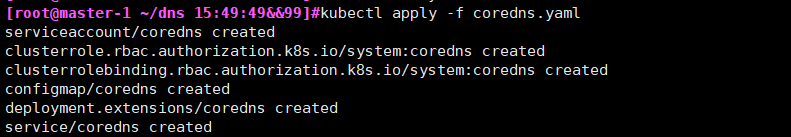 [root@master-1 ~/dns 15:49:49&&99]#kubectl apply -f coredns.yaml
serviceaccount/coredns created
clusterrole.rbac.authorization.k8s.io/system:coredns created
clusterrolebinding.rbac.authorization.k8s.io/system:coredns created
configmap/coredns created
deployment.extensions/coredns created
service/coredns created